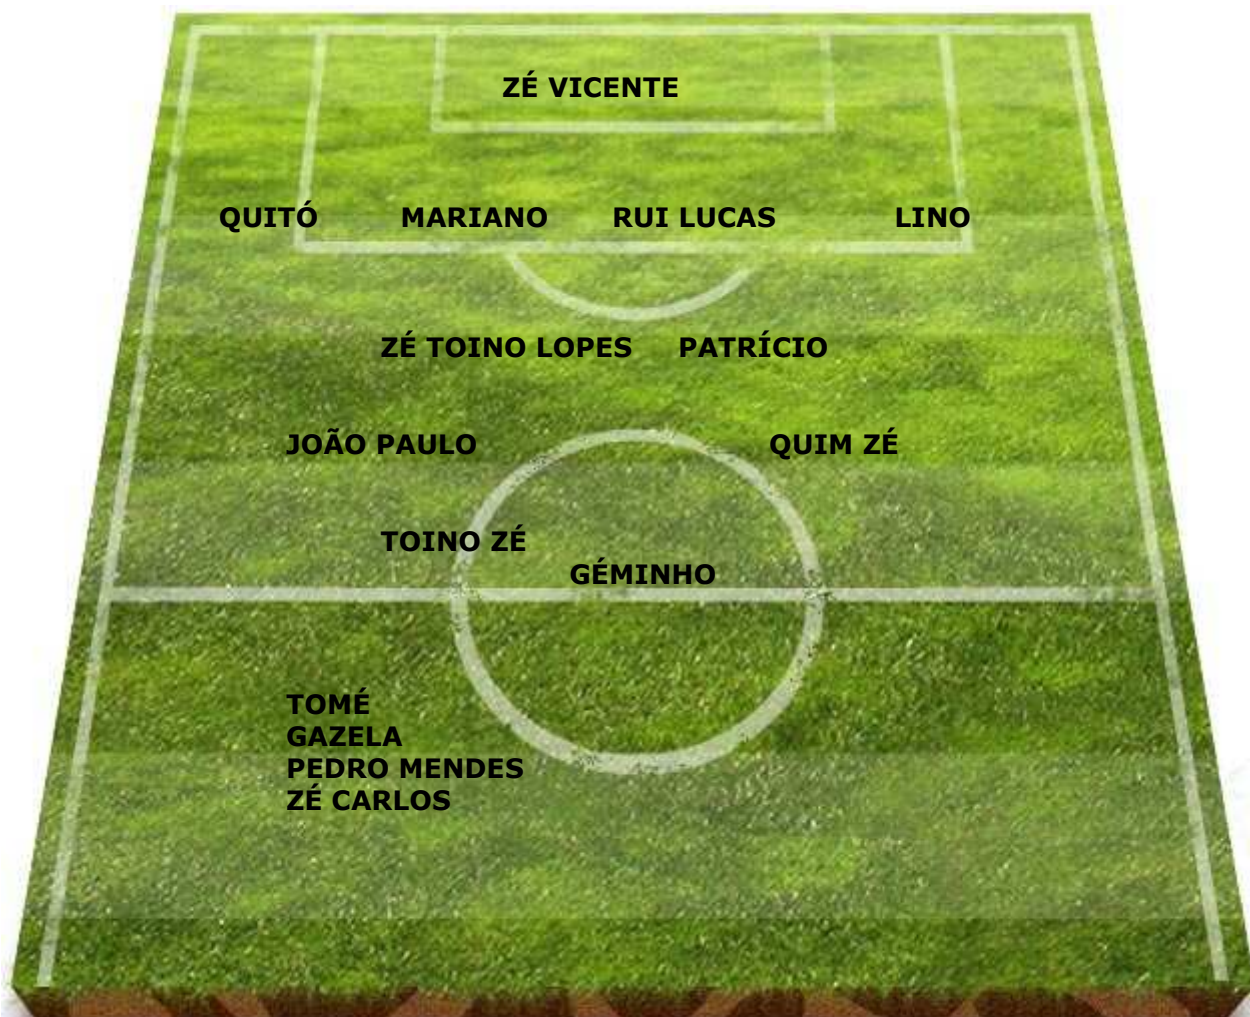 ZÉ VICENTE
QUITÓ MARIANO RUI LUCAS LINO
ZÉ TOINO LOPES PATRÍCIO
JOÃO PAULO QUIM ZÉ
TOINO ZÉ
GÉMINHO
TOMÉ
GAZELA
PEDRO MENDES
ZÉ CARLOS